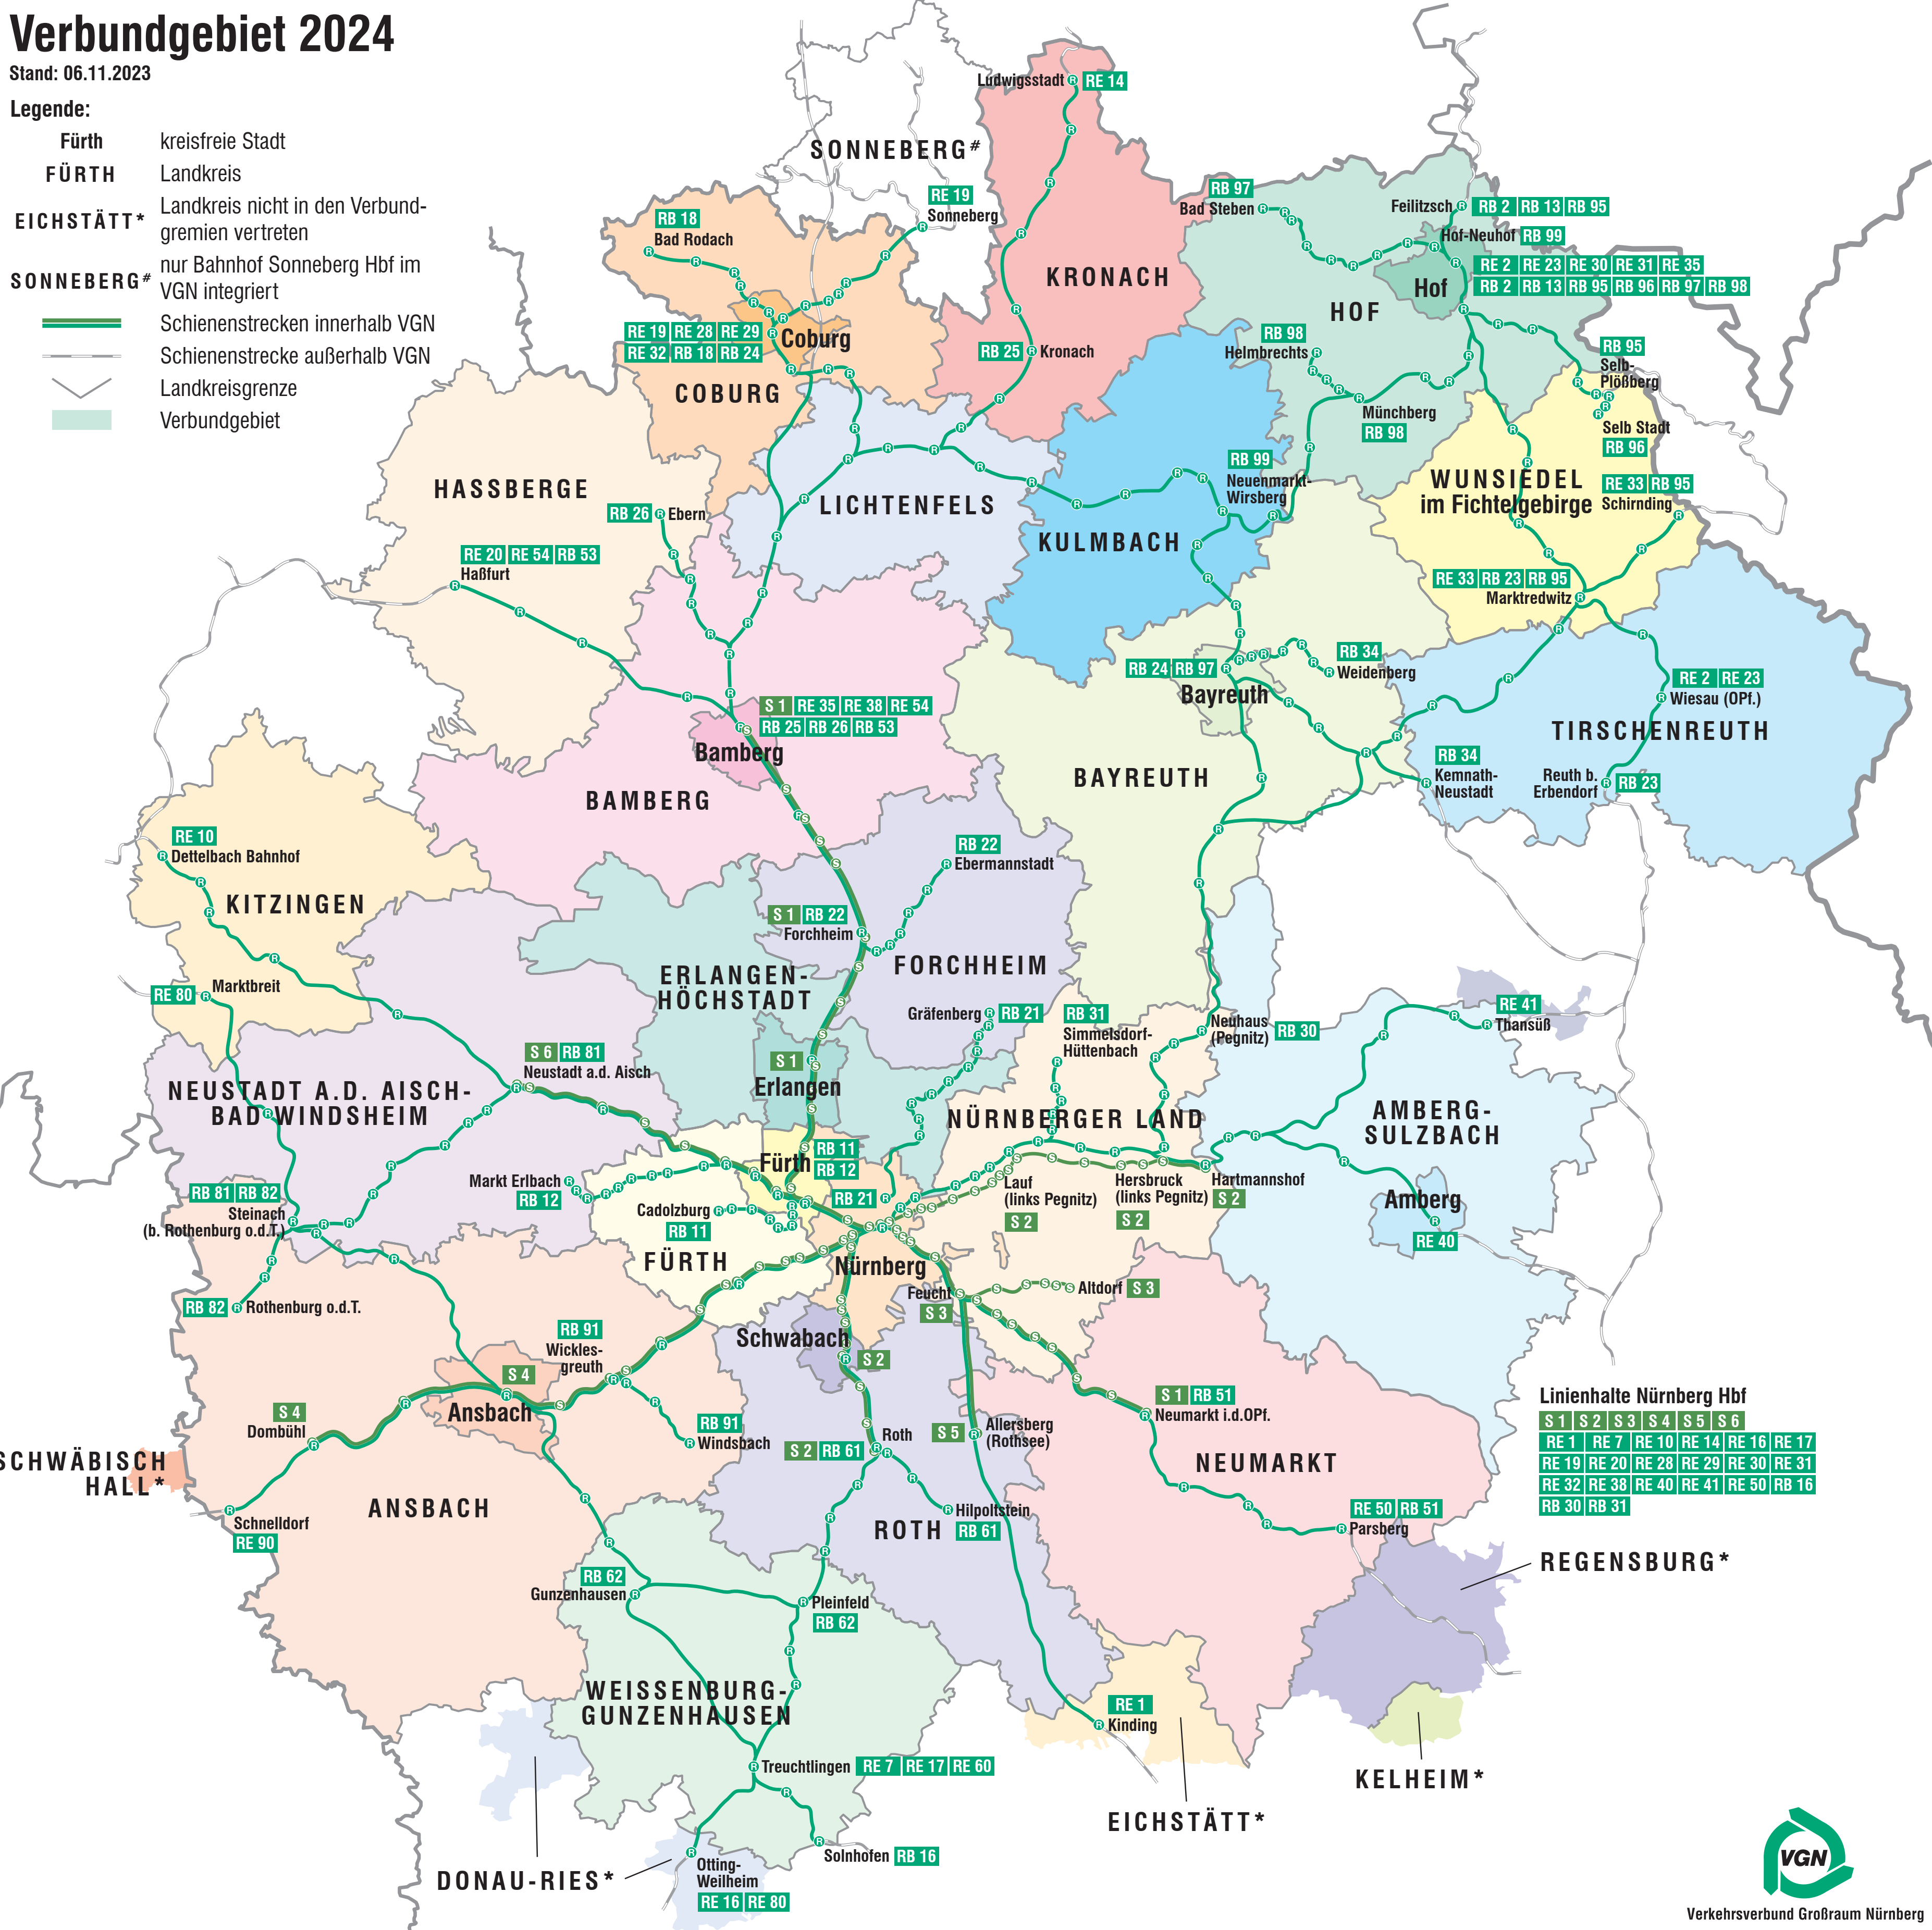 Verbundgebiet 2024
Stand: 06.11.2023
Legende:
Fürth kreisfreie Stadt
FÜRTH Landkreis
EICHSTÄTT* Landkreis nicht in den Verbund-
gremien vertreten
SONNEBERG# nur Bahnhof Sonneberg Hbf im
VGN integriert
Schienenstrecken innerhalb VGN
Schienenstrecke außerhalb VGN
Landkreisgrenze
Verbundgebiet
Ludwigsstadt RE 14
SONNEBERG#
RE 19
Sonneberg
RB 18
Bad Rodach
RE 19 RE 28 RE 29
RE 32 RB 18 RB 24
Coburg
COBURG
KRONACH
RB 25 Kronach
RB 97
Bad Steben
Feilitzsch RB 2 RB 13 RB 95
Hof-Neuhof RB 99
RE 2 RE 23 RE 30 RE 31 RE 35
RB 2 RB 13 RB 95 RB 96 RB 97 RB 98
Hof
HOF
RB 98
Helmbrechts
Münchberg
RB 98
RB 95
Selb-
Plößberg
Selb Stadt
RB 96
WUNSIEDEL
im Fichtelgebirge
RE 33 RB 95
Schirnding
RE 33 RB 23 RB 95
Marktredwitz
HASSBERGE
RB 26 Ebern
RE 20 RE 54 RB 53
Haßfurt
LICHTENFELS
KULMBACH
RB 99
Neuenmarkt-
Wirsberg
RB 24 RB 97
Bayreuth
RB 34
Weidenberg
BAYREUTH
RB 34
Kemnath-
Neustadt
RE 2 RE 23
Wiesau (OPf.)
TIRSCHENREUTH
Reuth b.
Erbendorf
RB 23
S 1 RE 35 RE 38 RE 54
RB 25 RB 26 RB 53
Bamberg
BAMBERG
RE 10
Dettelbach Bahnhof
KITZINGEN
RE 80 Marktbreit
RB 22
Ebermannstadt
S 1 RB 22
Forchheim
FORCHHEIM
ERLANGEN-
HÖCHSTADT
Gräfenberg RB 21
RB 31
Simmelsdorf-
Hüttenbach
Neuhaus
(Pegnitz)
RB 30
RE 41
Thansüß
S 1
Erlangen
S 6 RB 81
Neustadt a.d. Aisch
NEUSTADT A.D. AISCH-
BAD WINDSHEIM
NÜRNBERGER LAND
AMBERG-
SULZBACH
Amberg
RE 40
Markt Erlbach
RB 12
Fürth
RB 11
RB 12
RB 21
Cadolzburg
RB 11
FÜRTH
Lauf
(links Pegnitz)
S 2
Hersbruck
(links Pegnitz)
S 2
Hartmannshof
S 2
RB 81 RB 82
Steinach
(b. Rothenburg o.d.T.)
RB 82 Rothenburg o.d.T.
Nürnberg
Feucht
S 3
Altdorf S 3
Schwabach
S 2
RB 91
Wickles-
greuth
S 4
Ansbach
S 4
Dombühl
RB 91
Windsbach
S 1 RB 51
Neumarkt i.d.OPf.
S 5
Allersberg
(Rothsee)
Roth
S 2 RB 61
Hilpoltstein
RB 61
ROTH
NEUMARKT
RE 50 RB 51
Parsberg
Linienhalte Nürnberg Hbf
S 1 S 2 S 3 S 4 S 5 S 6
RE 1 RE 7 RE 10 RE 14 RE 16 RE 17
RE 19 RE 20 RE 28 RE 29 RE 30 RE 31
RE 32 RE 38 RE 40 RE 41 RE 50 RB 16
RB 30 RB 31
SCHWÄBISCH
HALL*
Schnelldorf
RE 90
ANSBACH
REGENSBURG*
RB 62
Gunzenhausen
Pleinfeld
RB 62
WEISSENBURG-
GUNZENHAUSEN
RE 1
Kinding
Treuchtlingen RE 7 RE 17 RE 60
KELHEIM*
EICHSTÄTT*
Solnhofen RB 16
DONAU-RIES*
Otting-
Weilheim
RE 16 RE 80
VGN
Verkehrsverbund Großraum Nürnberg